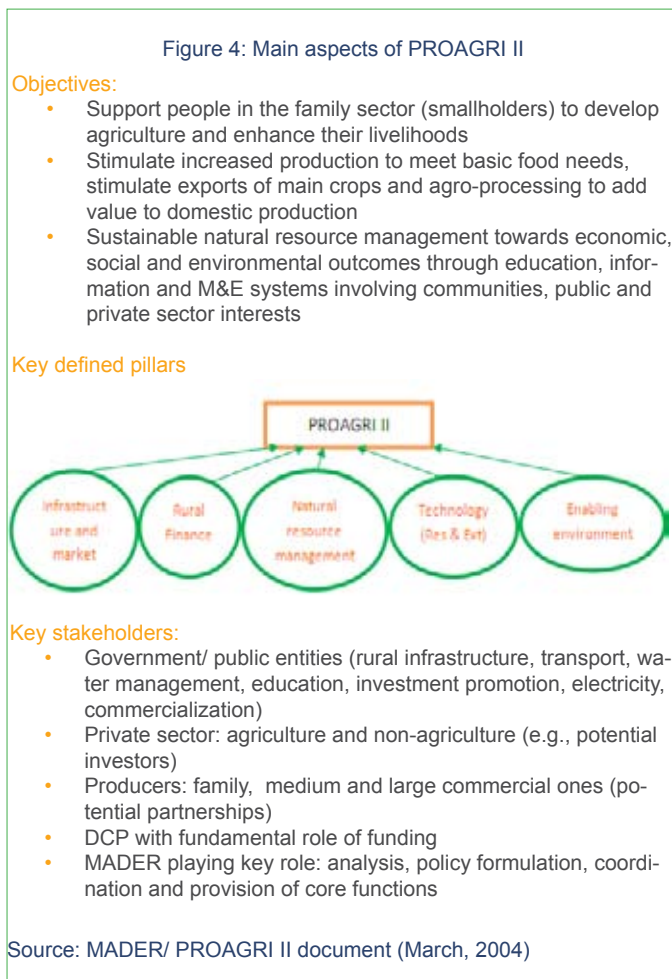 Figure 4: Main aspects of PROAGRI II
Objectives:
• Support people in the family sector (smallholders) to develop
agriculture and enhance their livelihoods
• Stimulate increased production to meet basic food needs,
stimulate exports of main crops and agro-processing to add
value to domestic production
• Sustainable natural resource management towards economic,
social and environmental outcomes through education, infor-
mation and M&E systems involving communities, public and
private sector interests
Key defined pillars
PROAGRI II
Infrastruct
ure and
market
Rural
Finance
Natural
resource
management
Technology
(Res & Ext)
Enabling
environment
Key stakeholders:
• Government/ public entities (rural infrastructure, transport, wa-
ter management, education, investment promotion, electricity,
commercialization)
• Private sector: agriculture and non-agriculture (e.g., potential
investors)
• Producers: family, medium and large commercial ones (po-
tential partnerships)
• DCP with fundamental role of funding
• MADER playing key role: analysis, policy formulation, coordi-
nation and provision of core functions
Source: MADER/ PROAGRI II document (March, 2004)